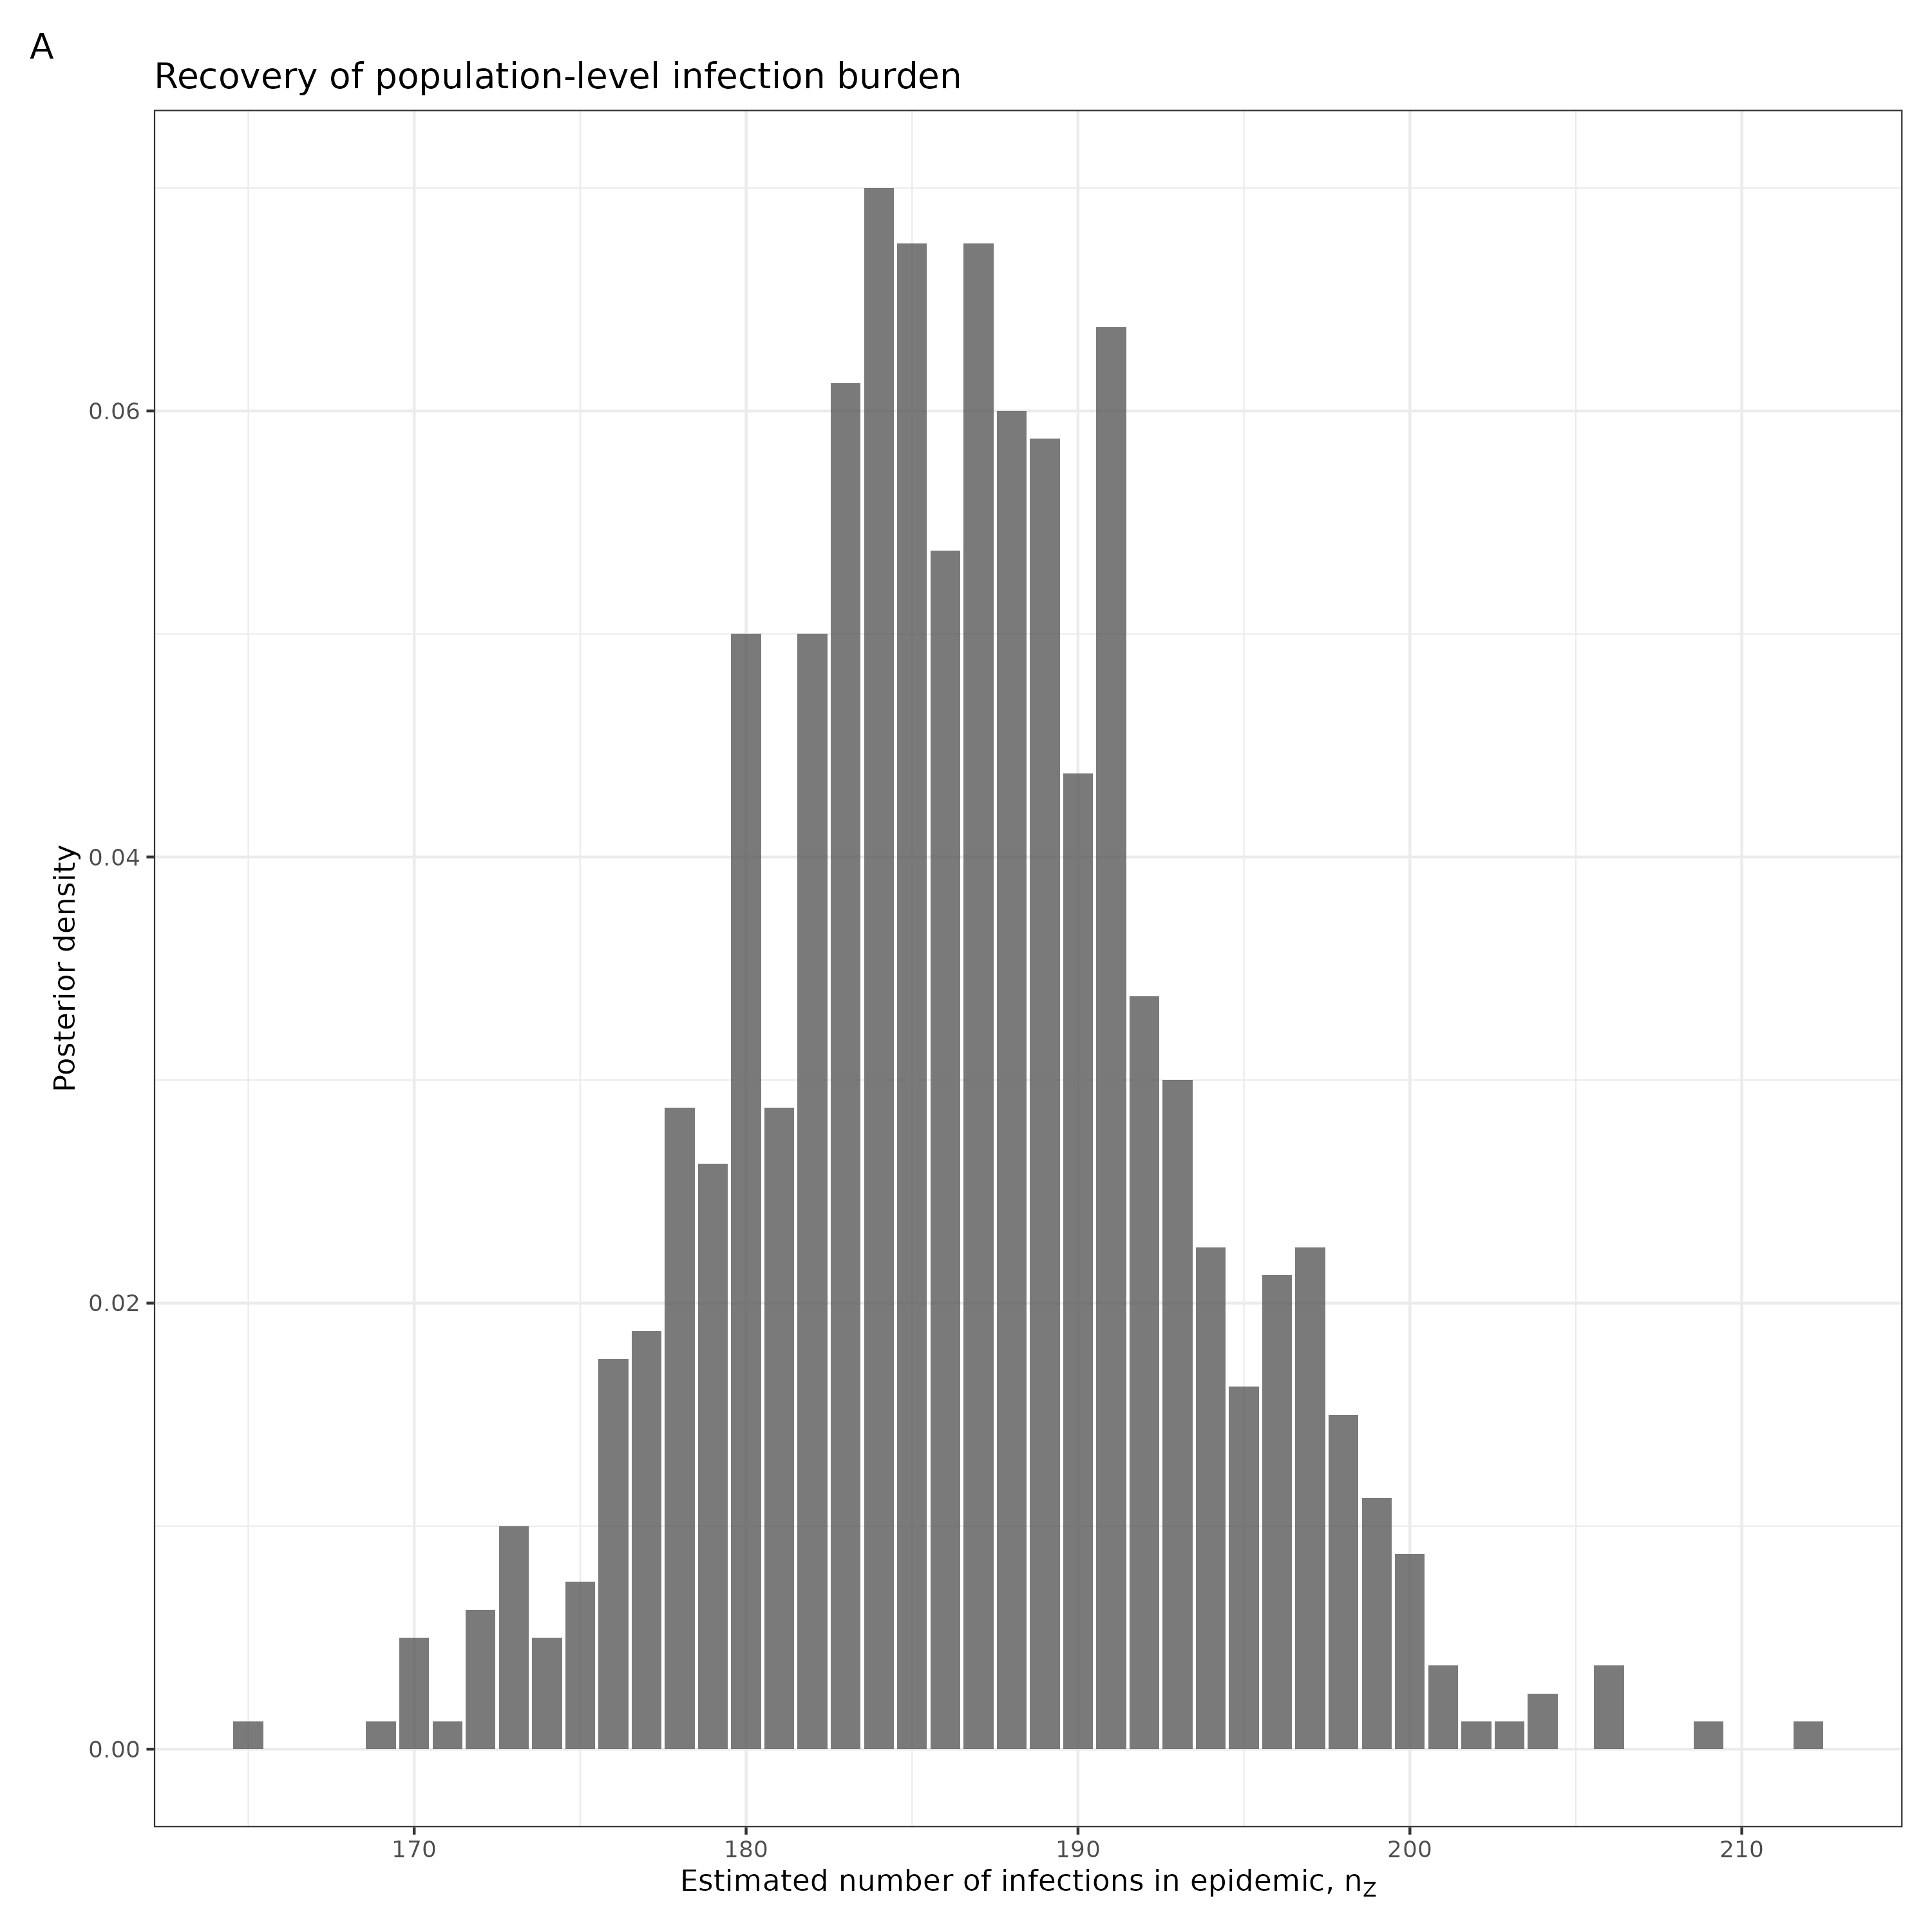 A
Recovery of population-level infection burden
Posterior density
0.06
0.04
0.02
0.00
170 180 190 200 210
Estimated number of infections in epidemic, nZ